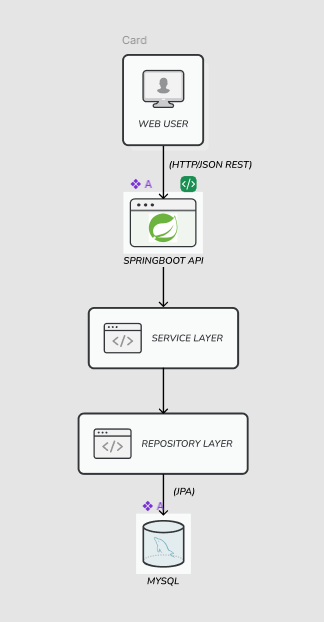 Card
WEB USER
(HTTP/JSON REST)
A
SPRINGBOOT API
SERVICE LAYER
REPOSITORY LAYER
(JPA)
A
MYSQL